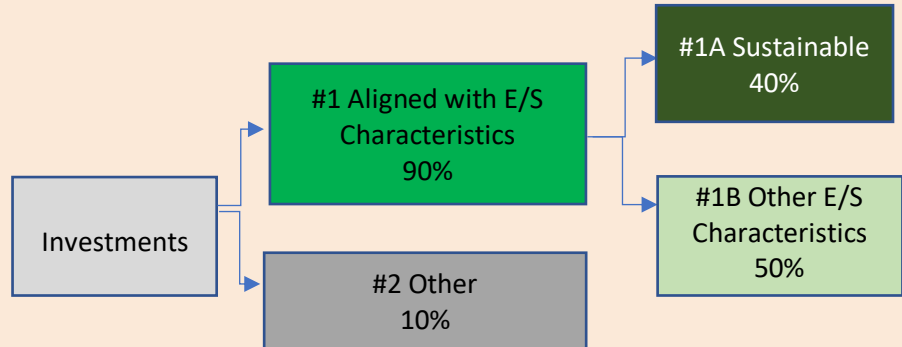 #1A Sustainable
40%
#1 Aligned with E/S
Characteristics
90%
#1B Other E/S
Characteristics
50%
Investments
#2 Other
10%